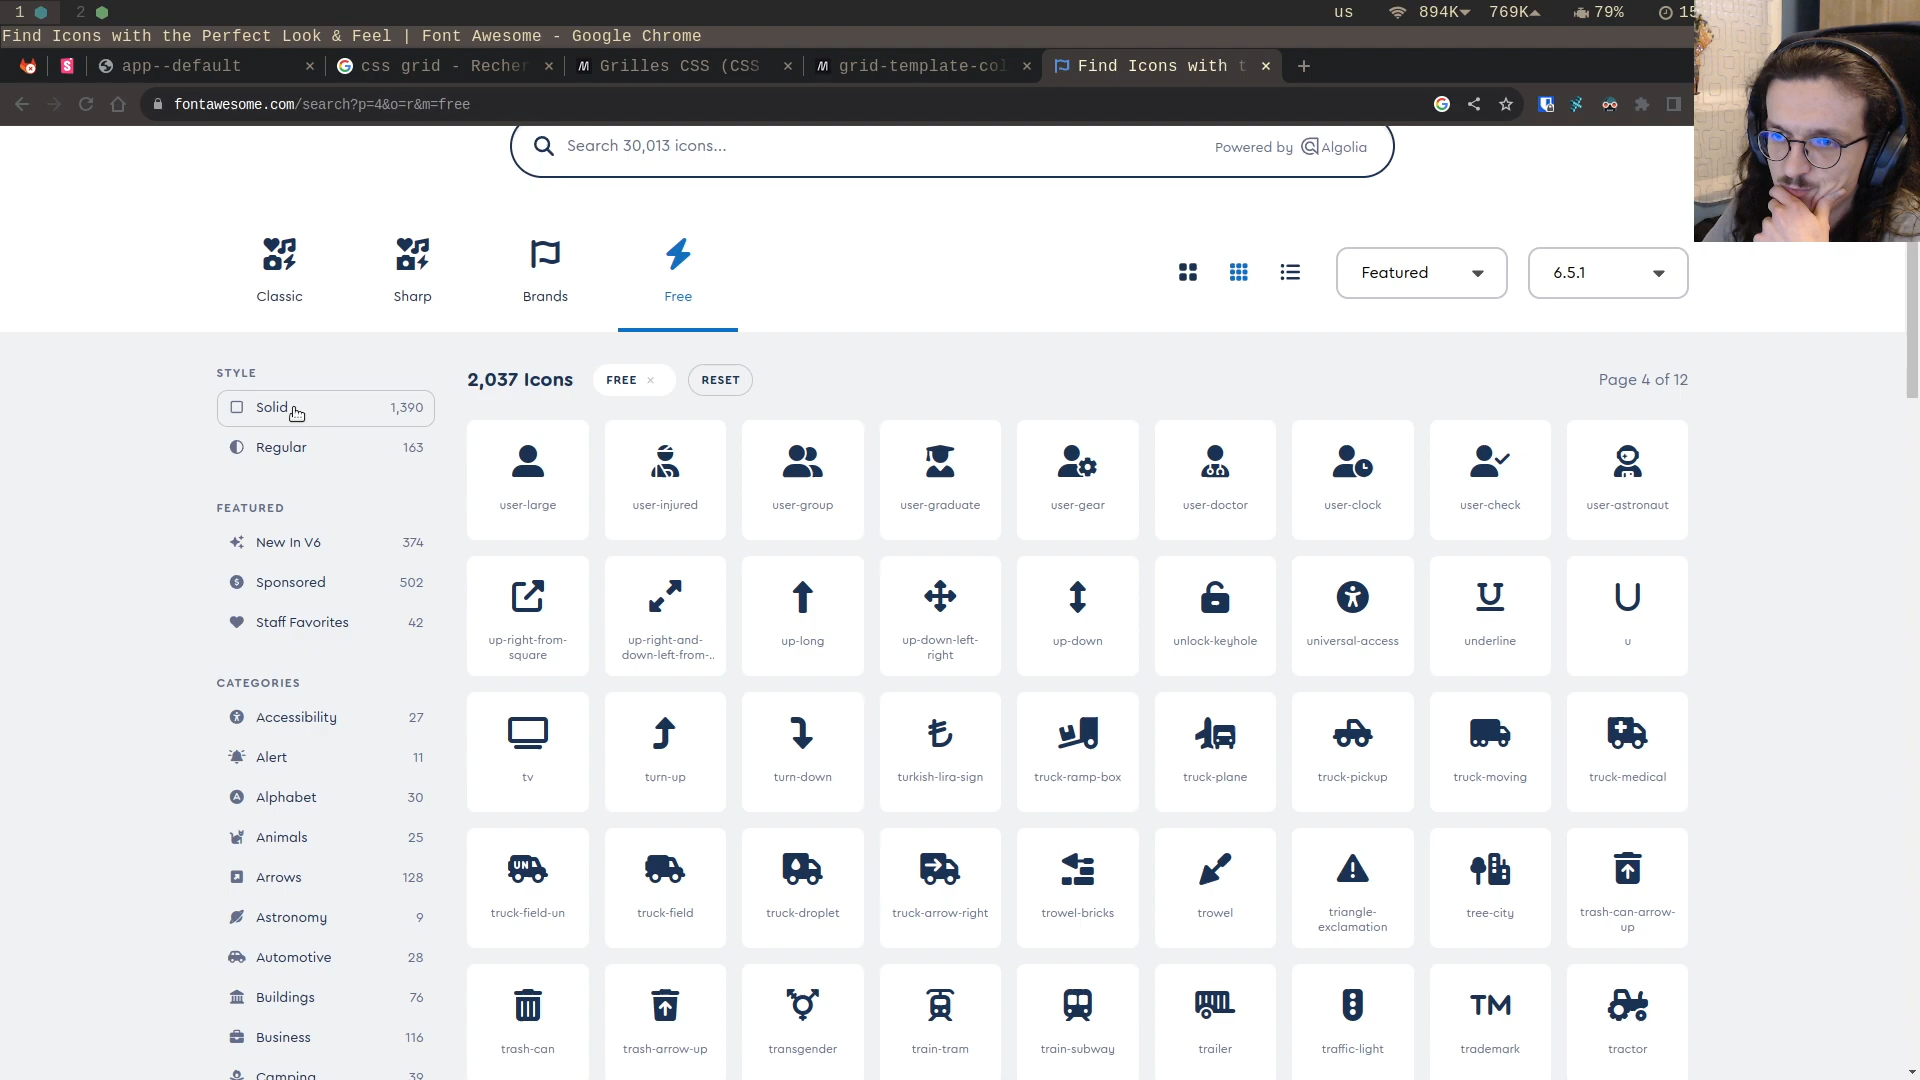 1 2 us 894K 769K 79% 15
Find Icons with the Perfect Look & Feel | Font Awesome - Google Chrome
app--default × css grid - Recher × Grilles CSS (CSS × grid-template-col × Find Icons with t × +
fontawesome.com/search?p=4&o=r&m=free
Search 30,013 icons... Powered by Algolia
Classic Sharp Brands Free Featured 6.5.1
STYLE
Solid 1,390
Regular 163
FEATURED
New In V6 374
Sponsored 502
Staff Favorites 42
CATEGORIES
Accessibility 27
Alert 11
Alphabet 30
Animals 25
Arrows 128
Astronomy 9
Automotive 28
Buildings 76
Business 116
Camping 39
2,037 Icons FREE × RESET Page 4 of 12
user-large user-injured user-group user-graduate user-gear user-doctor user-clock user-check user-astronaut
up-right-from-square up-right-and-down-left-from-.. up-long up-down-left-right up-down unlock-keyhole universal-access underline u
tv turn-up turn-down turkish-lira-sign truck-ramp-box truck-plane truck-pickup truck-moving truck-medical
UN
truck-field-un truck-field truck-droplet truck-arrow-right trowel-bricks trowel triangle-exclamation tree-city trash-can-arrow-up
TM
trash-can trash-arrow-up transgender train-tram train-subway trailer traffic-light trademark tractor